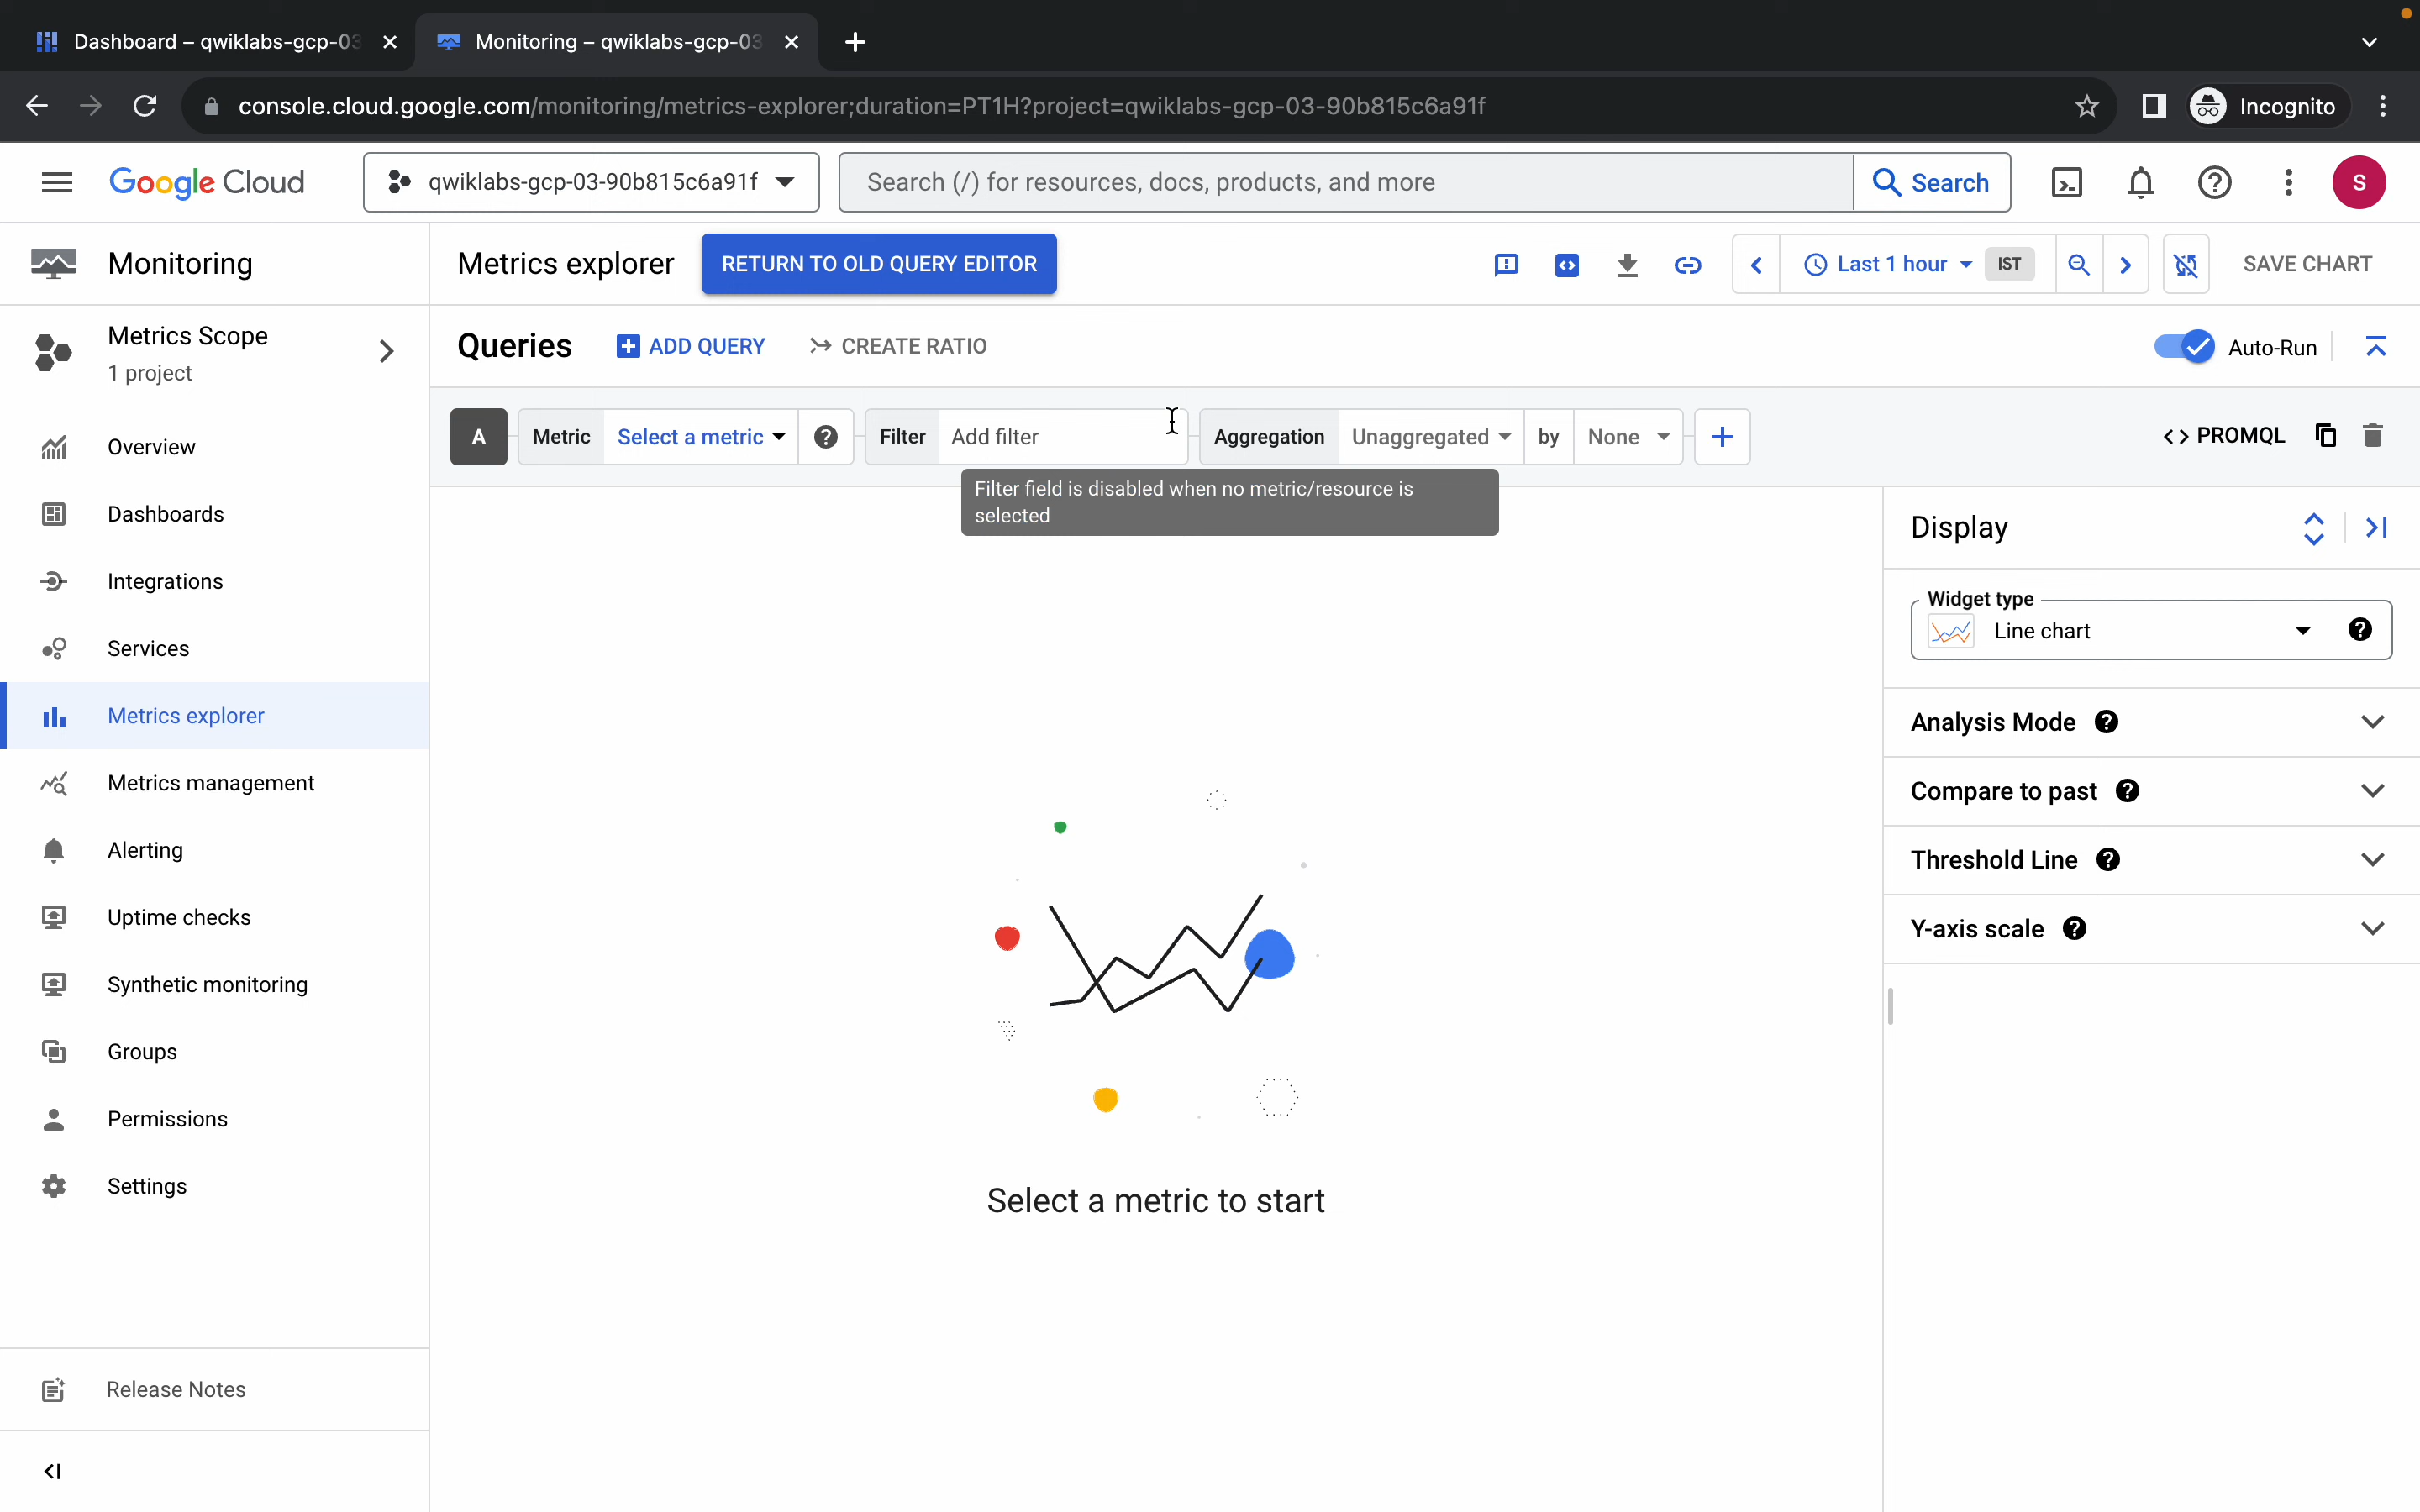 Dashboard – qwiklabs-gcp-03
Monitoring – qwiklabs-gcp-03
console.cloud.google.com/monitoring/metrics-explorer;duration=PT1H?project=qwiklabs-gcp-03-90b815c6a91f
Incognito
Google Cloud
qwiklabs-gcp-03-90b815c6a91f
Search (/) for resources, docs, products, and more
Search
S
Monitoring
Metrics explorer
RETURN TO OLD QUERY EDITOR
Last 1 hour
IST
SAVE CHART
Metrics Scope
1 project
Queries
ADD QUERY
CREATE RATIO
Auto-Run
A
Metric
Select a metric
Filter
Add filter
Aggregation
Unaggregated
by
None
PROMQL
Filter field is disabled when no metric/resource is
selected
Overview
Dashboards
Integrations
Services
Metrics explorer
Metrics management
Alerting
Uptime checks
Synthetic monitoring
Groups
Permissions
Settings
Release Notes
Select a metric to start
Display
Widget type
Line chart
Analysis Mode
Compare to past
Threshold Line
Y-axis scale